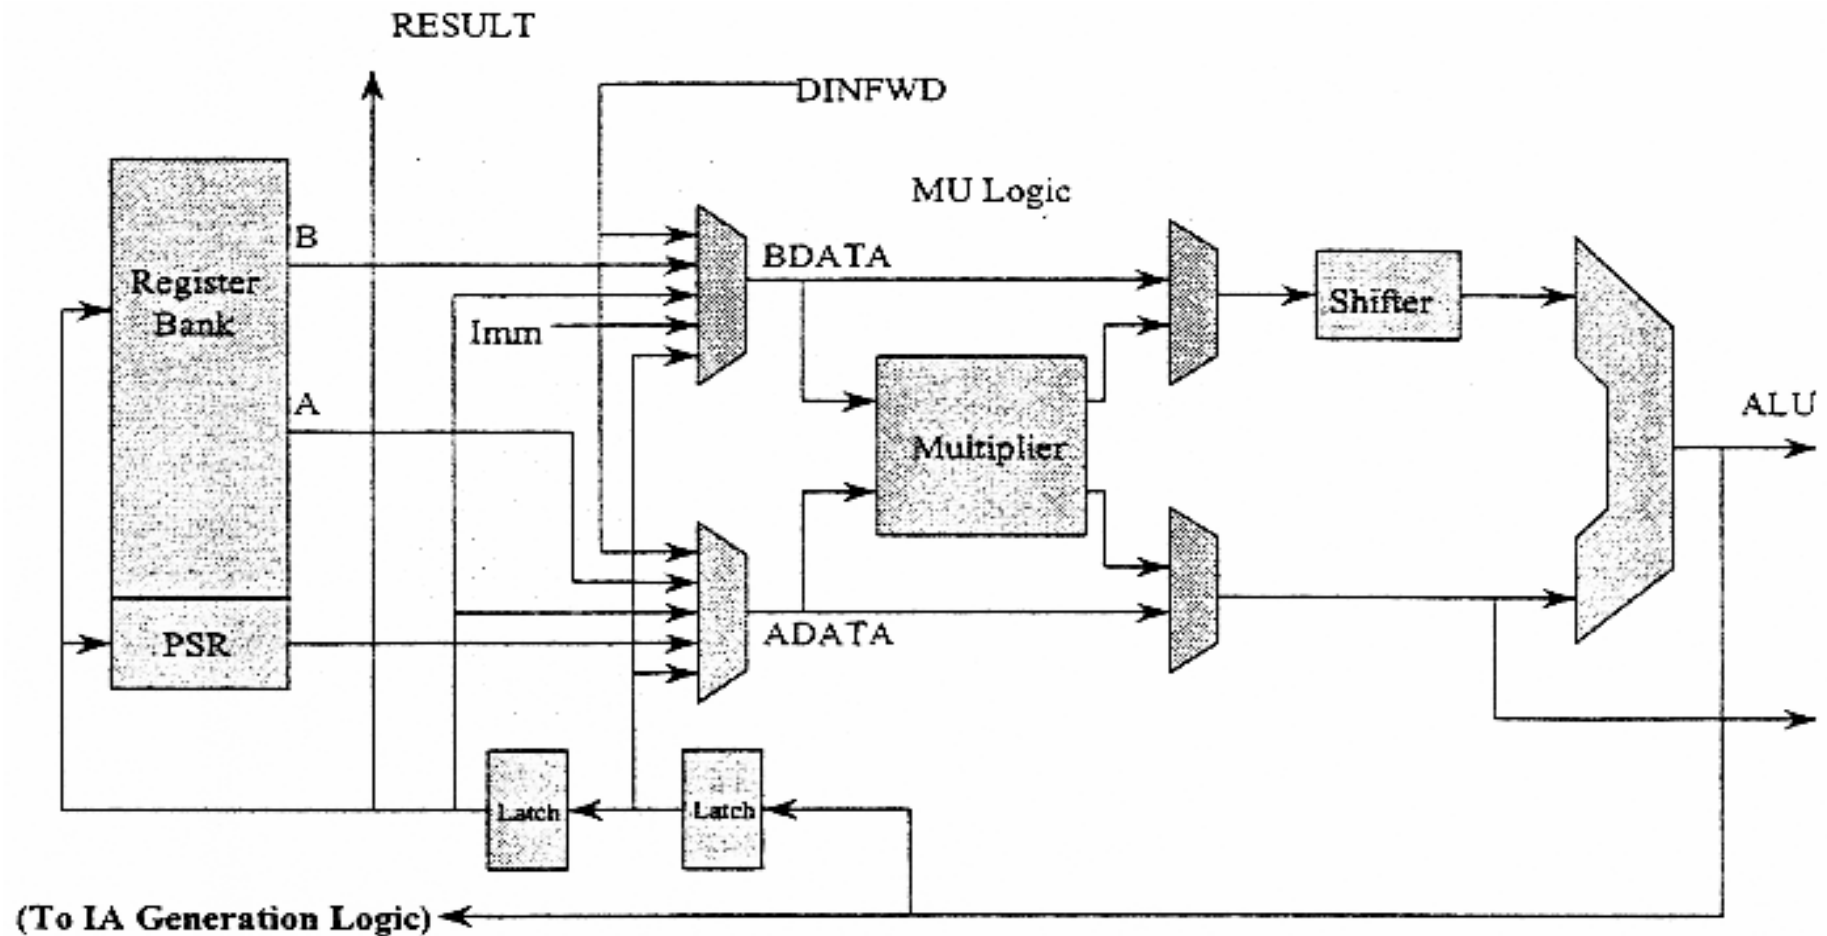 RESULT
DINFWD
MU Logic
B
BDATA
Register
Bank
Shifter
Imm
A
ALU
Multiplier
PSR
ADATA
Latch
Latch
(To IA Generation Logic)